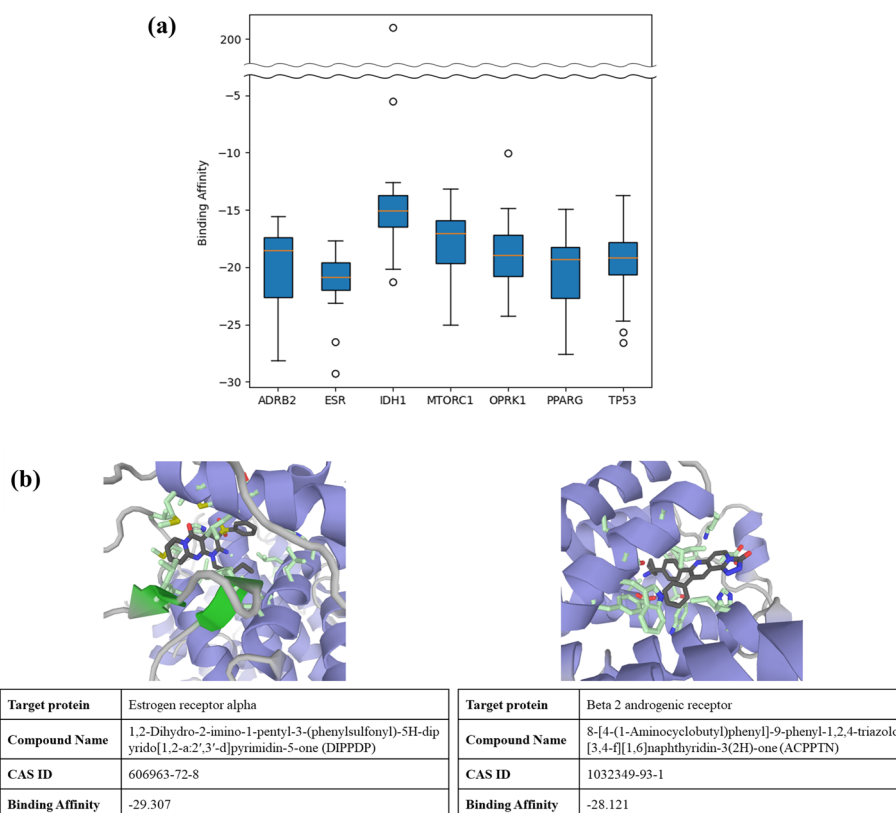 (a)
200
−5
−10
−15
−20
−25
−30
Binding Affinity
ADRB2 ESR IDH1 MTORC1 OPRK1 PPARG TP53
(b)
Target protein Estrogen receptor alpha
Compound Name 1,2-Dihydro-2-imino-1-pentyl-3-(phenylsulfonyl)-5H-dip
yrido[1,2-a:2′,3′-d]pyrimidin-5-one (DIPPDP)
CAS ID 606963-72-8
Binding Affinity -29.307
Target protein Beta 2 androgenic receptor
Compound Name 8-[4-(1-Aminocyclobutyl)phenyl]-9-phenyl-1,2,4-triazolo
[3,4-f][1,6]naphthyridin-3(2H)-one (ACPPTN)
CAS ID 1032349-93-1
Binding Affinity -28.121